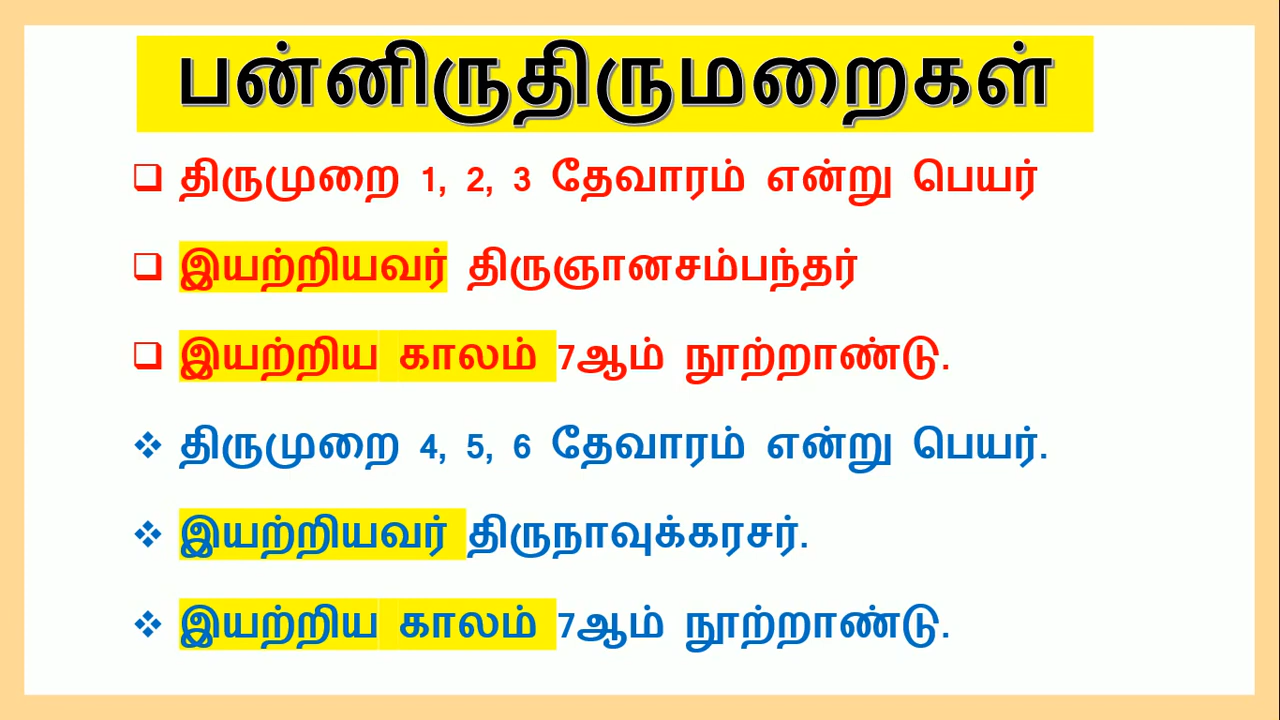 பன்னிருதிருமறைகள்
திருமுறை 1, 2, 3 தேவாரம் என்று பெயர்
இயற்றியவர் திருஞானசம்பந்தர்
இயற்றிய காலம் 7ஆம் நூற்றாண்டு.
திருமுறை 4, 5, 6 தேவாரம் என்று பெயர்.
இயற்றியவர் திருநாவுக்கரசர்.
இயற்றிய காலம் 7ஆம் நூற்றாண்டு.